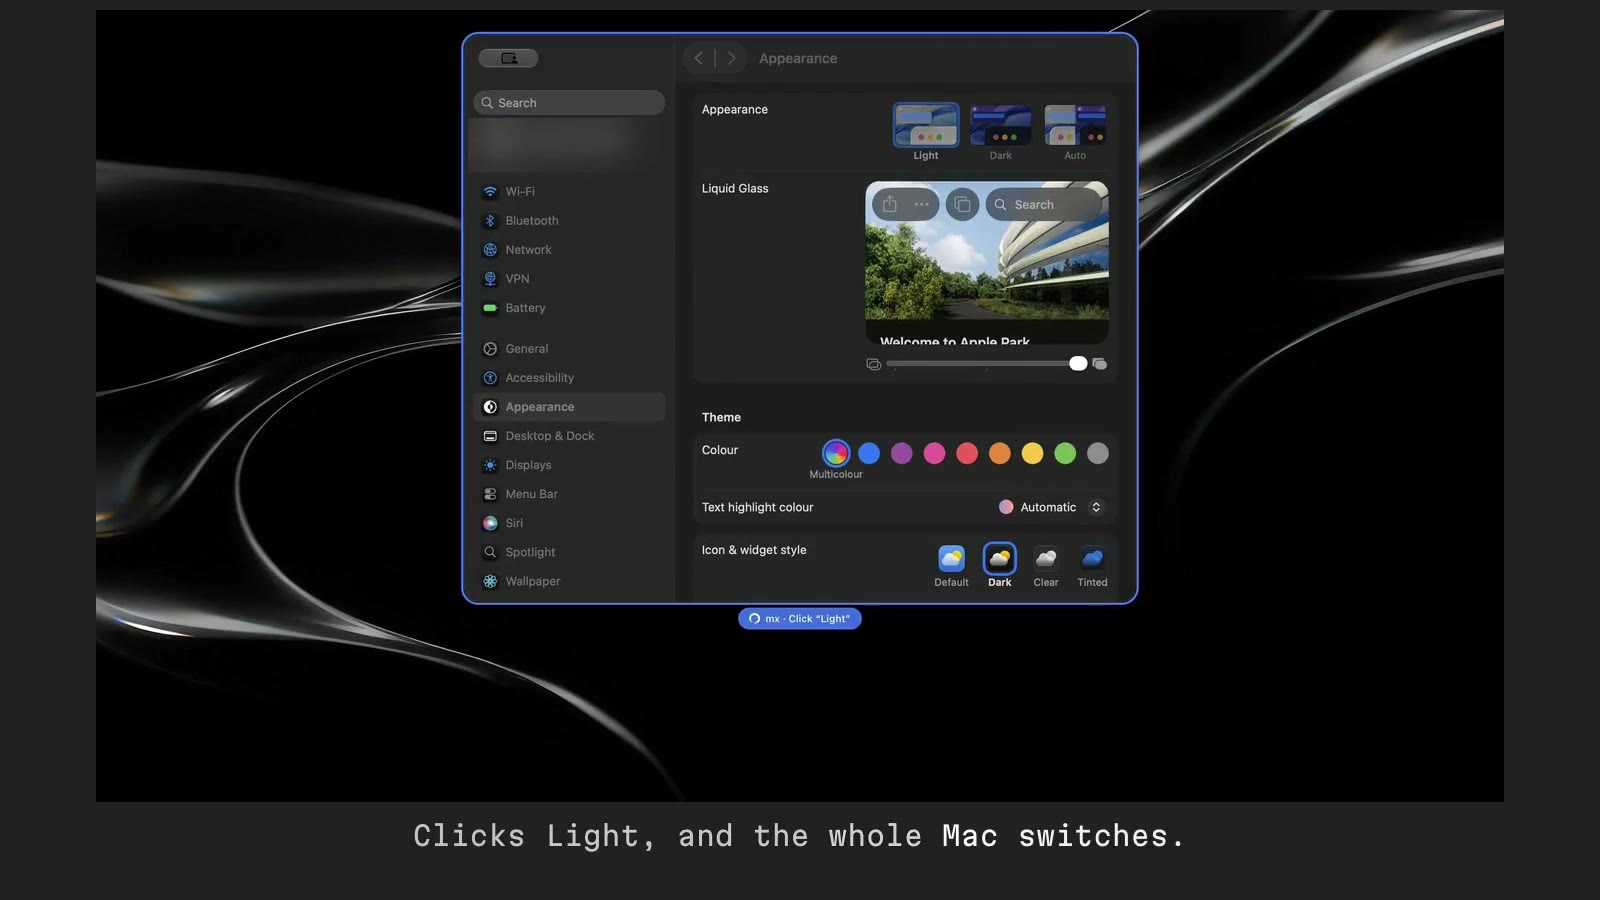 Search
Wi-Fi
Bluetooth
Network
VPN
Battery
General
Accessibility
Appearance
Desktop & Dock
Displays
Menu Bar
Siri
Spotlight
Wallpaper
Appearance
Appearance
Light
Dark
Auto
Liquid Glass
Search
Welcome to Apple Park
Theme
Colour
Multicolour
Text highlight colour
Automatic
Icon & widget style
Default
Dark
Clear
Tinted
mx · Click “Light”
Clicks Light, and the whole Mac switches.